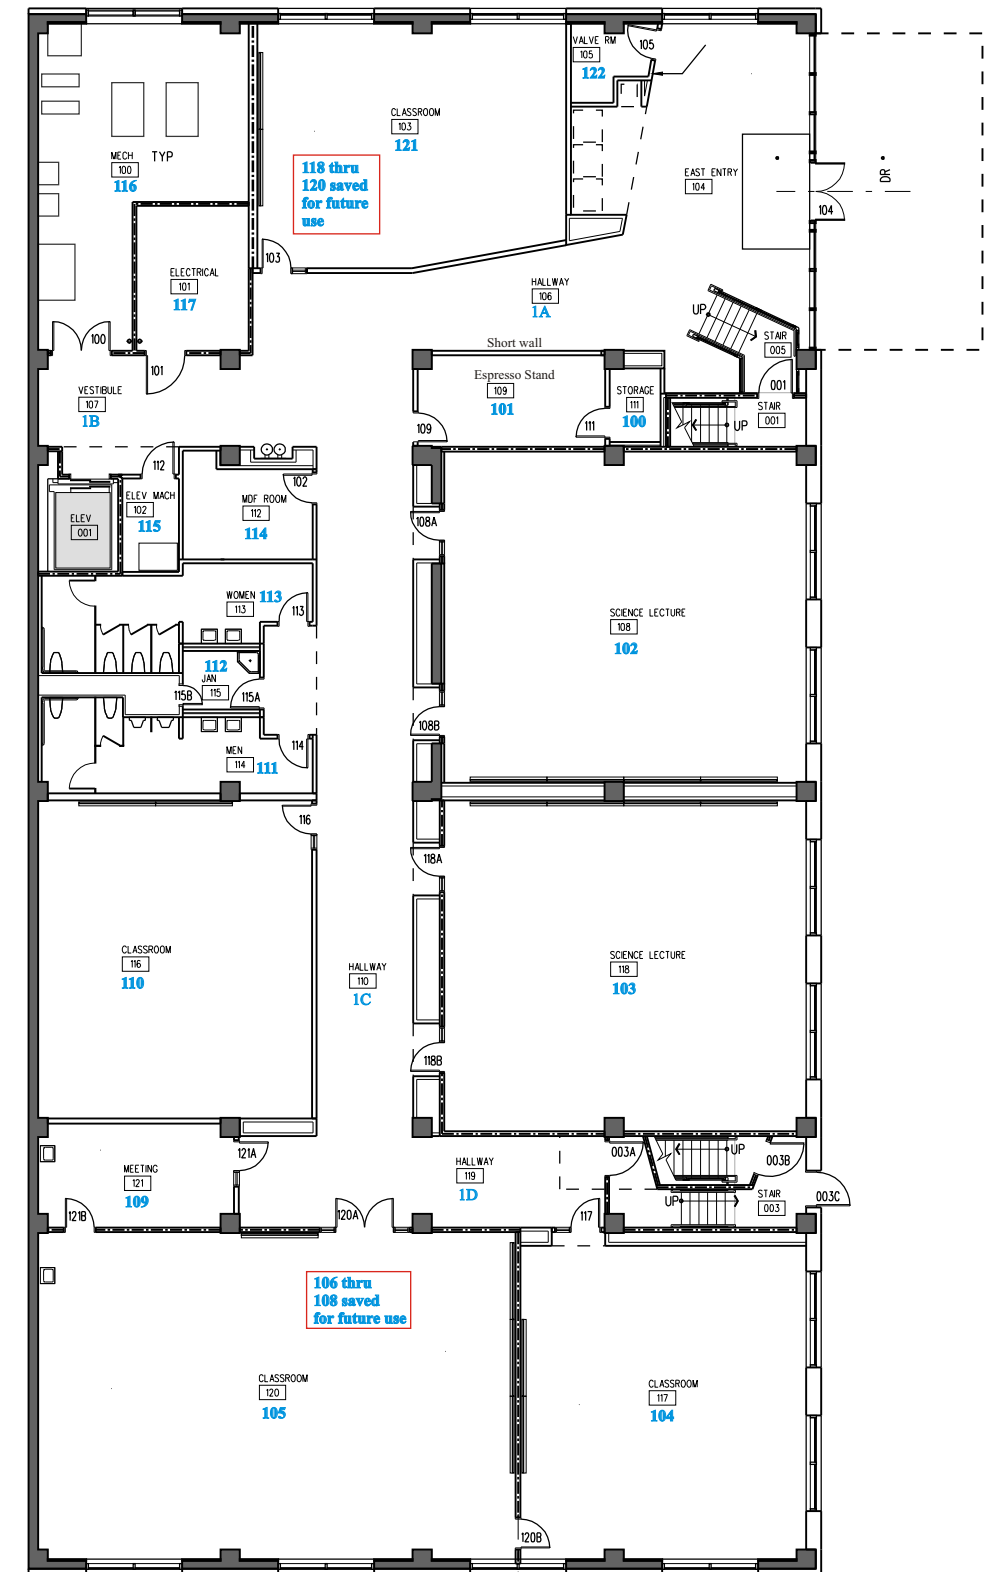 VALVE RM
105
122
105
CLASSROOM
103
121
MECH
100
116
TYP
118 thru
120 saved
for future
use
EAST ENTRY
104
DR
104
103
ELECTRICAL
101
117
HALLWAY
106
1A
UP
STAIR
005
100
101
Short wall
Espresso Stand
109
101
STORAGE
111
100
001
STAIR
001
UP
VESTIBULE
107
1B
109
111
112
ELEV MACH
102
115
102
MDF ROOM
112
114
ELEV
001
108A
WOMEN
113
113
113
SCIENCE LECTURE
108
102
112
JAN
115
115B
115A
108B
MEN
114
111
114
116
118A
CLASSROOM
116
110
HALLWAY
110
1C
SCIENCE LECTURE
118
103
118B
121A
MEETING
121
109
HALLWAY
119
1D
003A
UP
003B
UP
STAIR
003
003C
121B
120A
117
106 thru
108 saved
for future use
CLASSROOM
120
105
CLASSROOM
117
104
120B